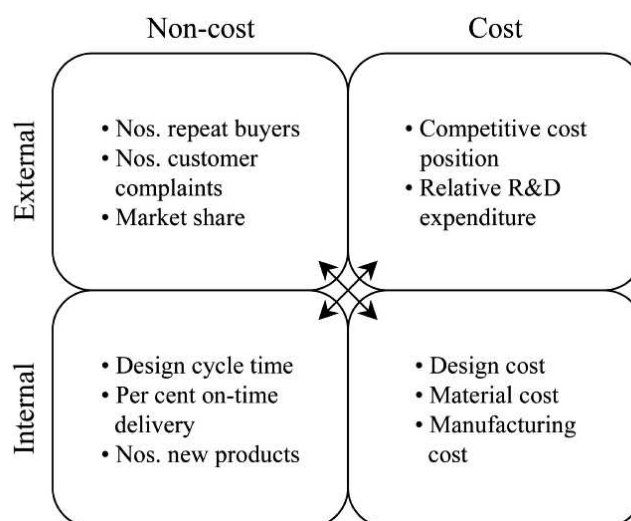 Non-cost
Cost
External
• Nos. repeat buyers
• Nos. customer
complaints
• Market share
• Competitive cost
position
• Relative R&D
expenditure
Internal
• Design cycle time
• Per cent on-time
delivery
• Nos. new products
• Design cost
• Material cost
• Manufacturing
cost